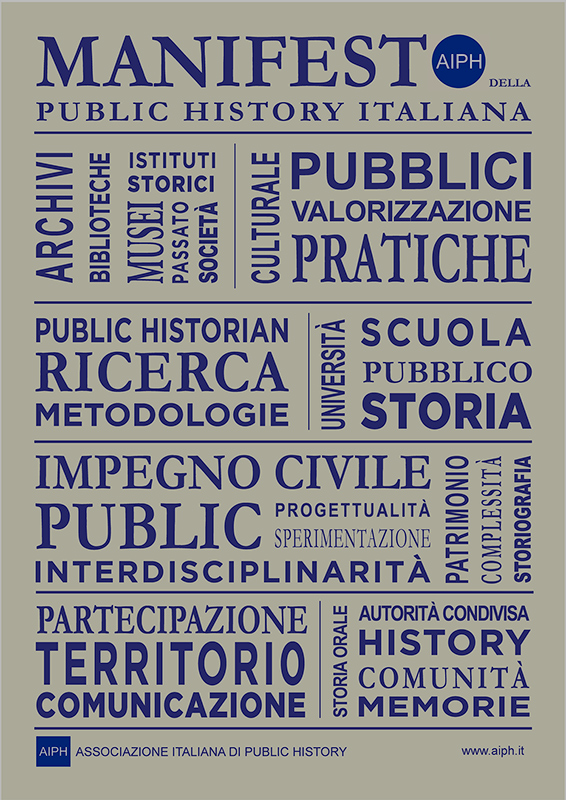 MANIFESTO AIPH DELLA
PUBLIC HISTORY ITALIANA
ARCHIVI
BIBLIOTECHE
ISTITUTI
STORICI
MUSEI
PASSATO
SOCIETÀ
CULTURALE
PUBBLICI
VALORIZZAZIONE
PRATICHE
PUBLIC HISTORIAN
RICERCA
METODOLOGIE
UNIVERSITÀ
SCUOLA
PUBBLICO
STORIA
IMPEGNO CIVILE
PUBLIC
PROGETTUALITÀ
SPERIMENTAZIONE
INTERDISCIPLINARITÀ
PATRIMONIO
COMPLESSITÀ
STORIOGRAFIA
PARTECIPAZIONE
TERRITORIO
COMUNICAZIONE
STORIA ORALE
AUTORITÀ CONDIVISA
HISTORY
COMUNITÀ
MEMORIE
AIPH ASSOCIAZIONE ITALIANA DI PUBLIC HISTORY
www.aiph.it